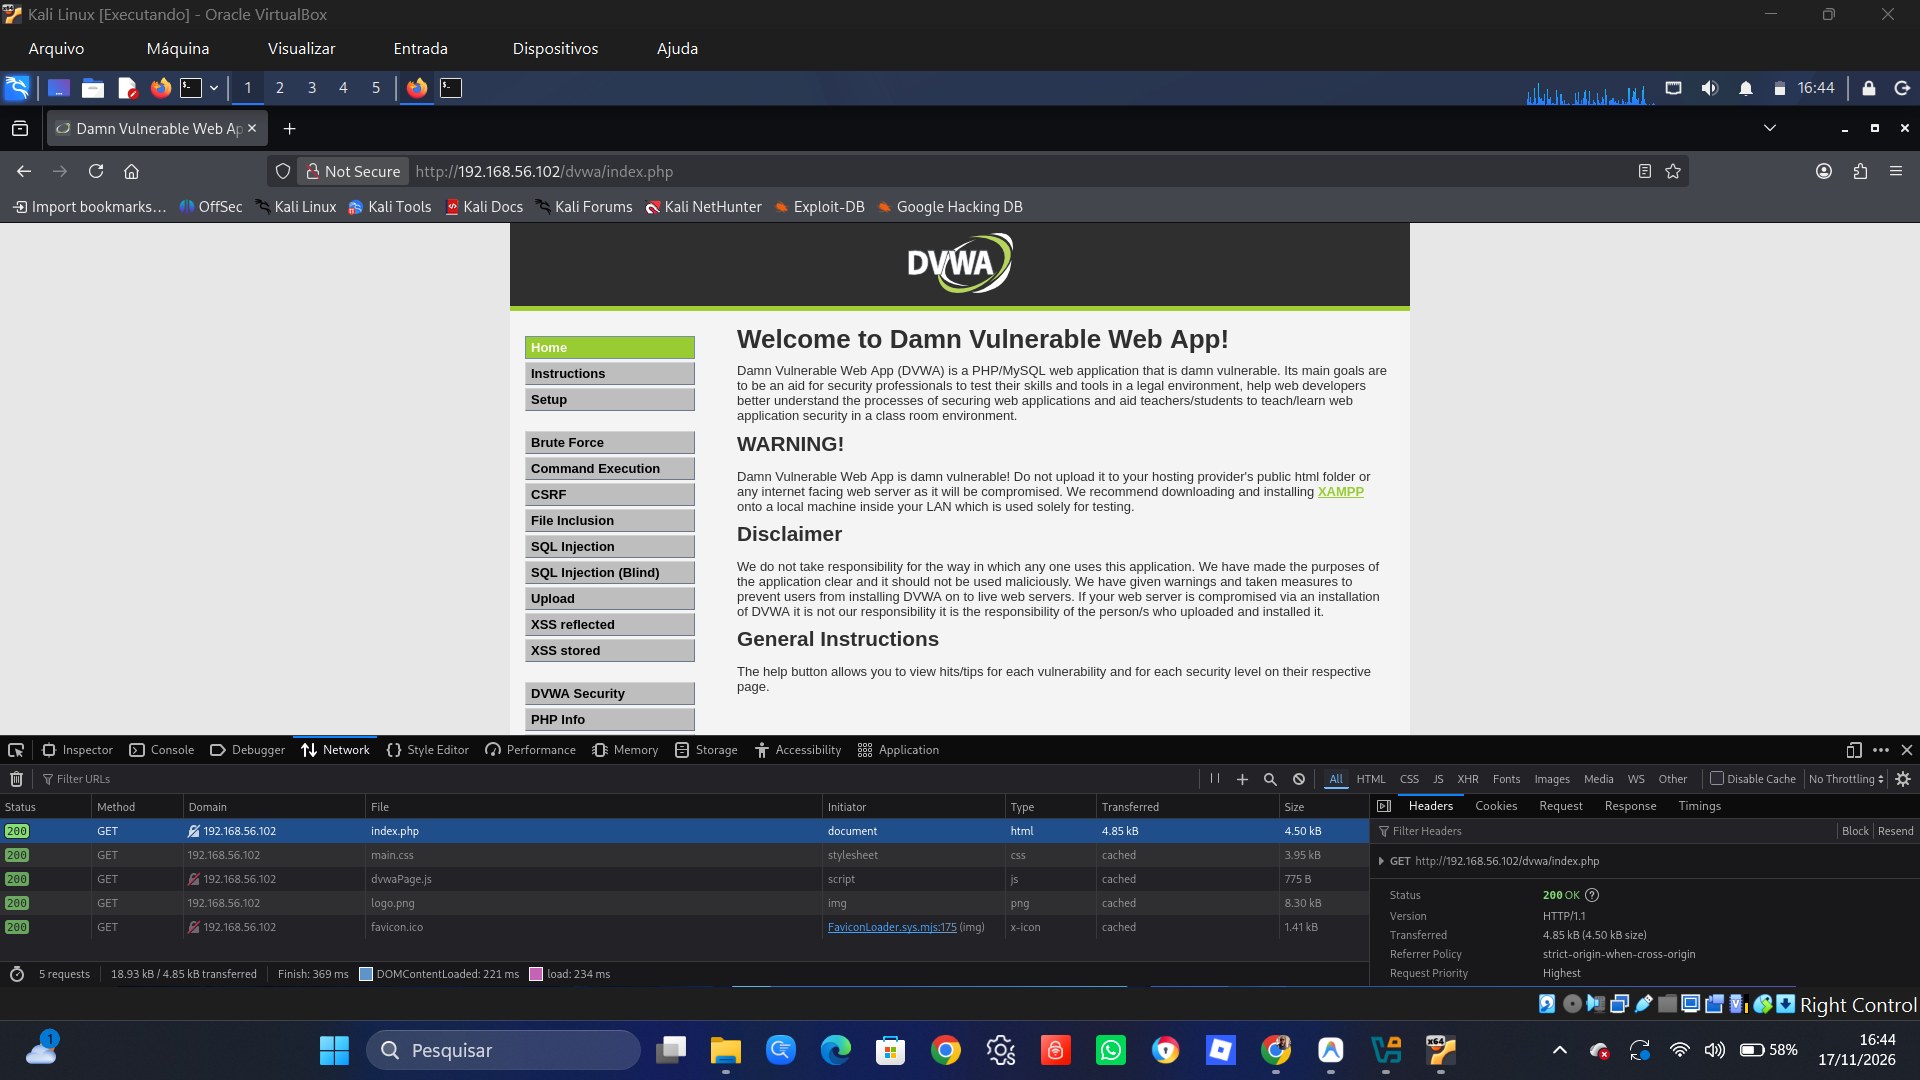 Kali Linux [Executando] - Oracle VirtualBox
Arquivo Máquina Visualizar Entrada Dispositivos Ajuda
1 2 3 4 5 16:44
Damn Vulnerable Web Ap
Not Secure http://192.168.56.102/dvwa/index.php
Import bookmarks... OffSec Kali Linux Kali Tools Kali Docs Kali Forums Kali NetHunter Exploit-DB Google Hacking DB
DVWA
Home
Instructions
Setup
Brute Force
Command Execution
CSRF
File Inclusion
SQL Injection
SQL Injection (Blind)
Upload
XSS reflected
XSS stored
DVWA Security
PHP Info
Welcome to Damn Vulnerable Web App!
Damn Vulnerable Web App (DVWA) is a PHP/MySQL web application that is damn vulnerable. Its main goals are
to be an aid for security professionals to test their skills and tools in a legal environment, help web developers
better understand the processes of securing web applications and aid teachers/students to teach/learn web
application security in a class room environment.
WARNING!
Damn Vulnerable Web App is damn vulnerable! Do not upload it to your hosting provider's public html folder or
any internet facing web server as it will be compromised. We recommend downloading and installing XAMPP
onto a local machine inside your LAN which is used solely for testing.
Disclaimer
We do not take responsibility for the way in which any one uses this application. We have made the purposes of
the application clear and it should not be used maliciously. We have given warnings and taken measures to
prevent users from installing DVWA on to live web servers. If your web server is compromised via an installation
of DVWA it is not our responsibility it is the responsibility of the person/s who uploaded and installed it.
General Instructions
The help button allows you to view hits/tips for each vulnerability and for each security level on their respective
page.
Inspector Console Debugger Network Style Editor Performance Memory Storage Accessibility Application
Filter URLs All HTML CSS JS XHR Fonts Images Media WS Other Disable Cache No Throttling
Status Method Domain File Initiator Type Transferred Size
200 GET 192.168.56.102 index.php document html 4.85 kB 4.50 kB
200 GET 192.168.56.102 main.css stylesheet css cached 3.95 kB
200 GET 192.168.56.102 dvwaPage.js script js cached 775 B
200 GET 192.168.56.102 logo.png img png cached 8.30 kB
200 GET 192.168.56.102 favicon.ico FaviconLoader.sys.mjs:175 (img) x-icon cached 1.41 kB
5 requests 18.93 kB / 4.85 kB transferred Finish: 369 ms DOMContentLoaded: 221 ms load: 234 ms
Headers Cookies Request Response Timings
Filter Headers Block Resend
GET http://192.168.56.102/dvwa/index.php
Status 200 OK
Version HTTP/1.1
Transferred 4.85 kB (4.50 kB size)
Referrer Policy strict-origin-when-cross-origin
Request Priority Highest
Right Control
1
Pesquisar
x64
58%
16:44
17/11/2026